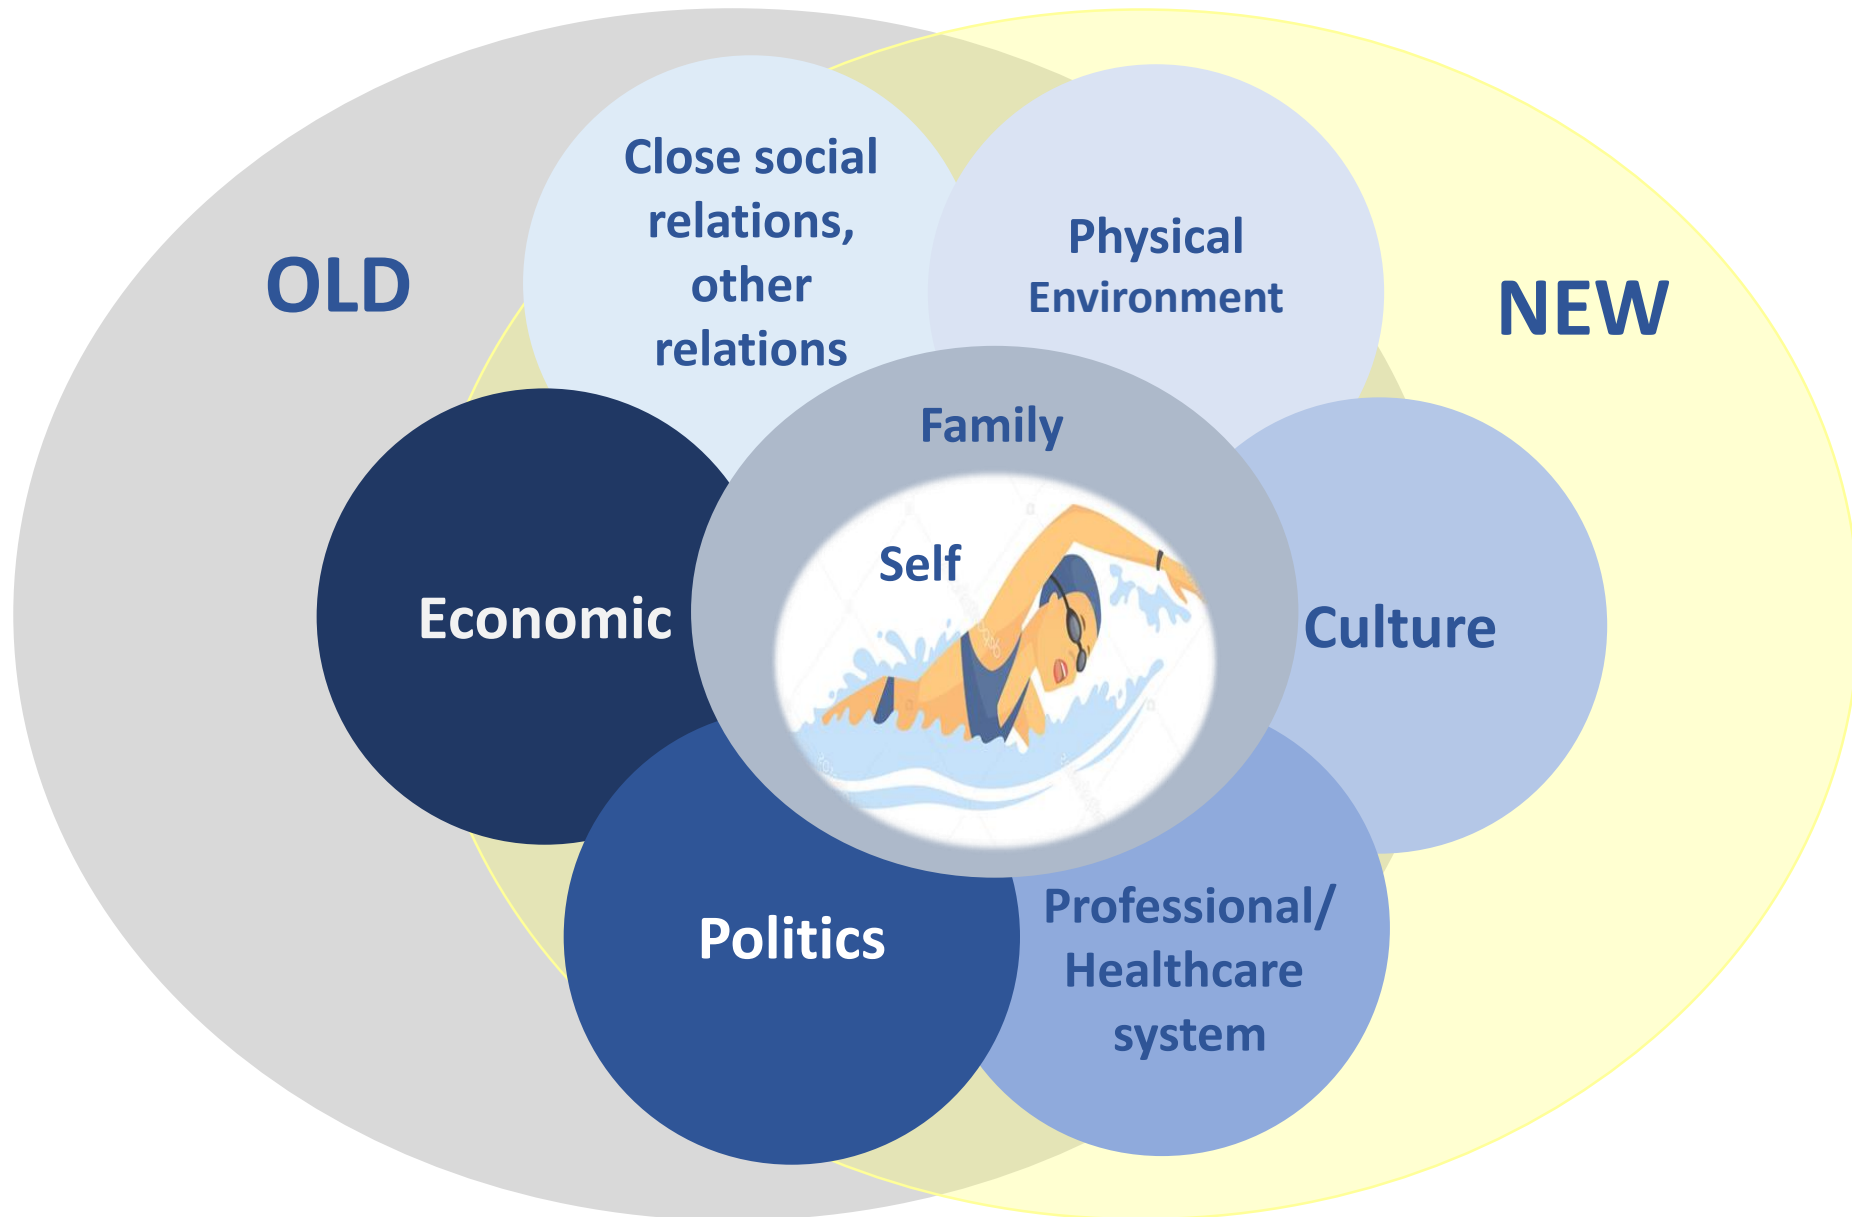 Close social
relations,
other
relations
Physical
Environment
OLD
NEW
Family
Self
Economic
Culture
Politics
Professional/
Healthcare
system